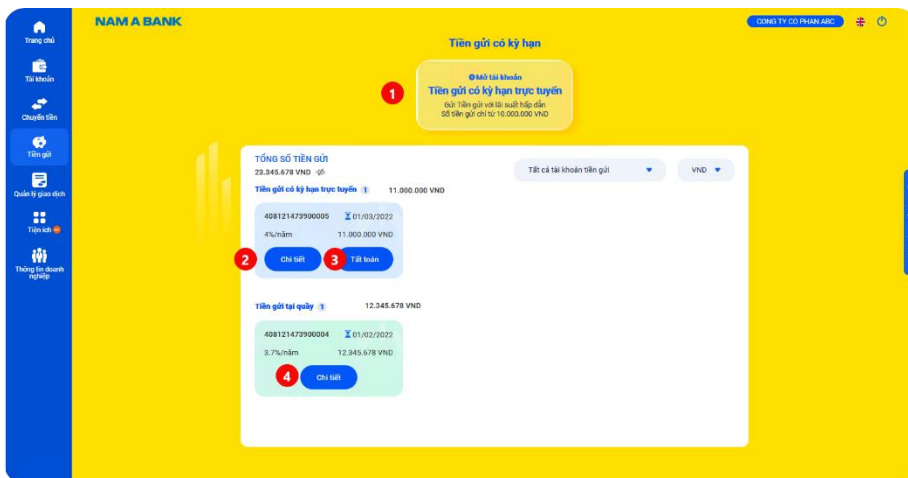 NAM A BANK
CONG TY CO PHAN ABC
Trang chủ
Tài khoản
Chuyển tiền
Tiền gửi
Quản lý giao dịch
Tiện ích
Thông tin doanh nghiệp
Tiền gửi có kỳ hạn
1
Mở tài khoản
Tiền gửi có kỳ hạn trực tuyến
Gửi Tiền gửi với lãi suất hấp dẫn
Số tiền gửi chỉ từ 10.000.000 VND
TỔNG SỐ TIỀN GỬI
23.345.678 VND
Tất cả tài khoản tiền gửi
VND
Tiền gửi có kỳ hạn trực tuyến 1 11.000.000 VND
408121473900005 01/03/2022
4%/năm 11.000.000 VND
2 Chi tiết 3 Tất toán
Tiền gửi tại quầy 1 12.345.678 VND
408121473900004 01/02/2022
3.7%/năm 12.345.678 VND
4 Chi tiết